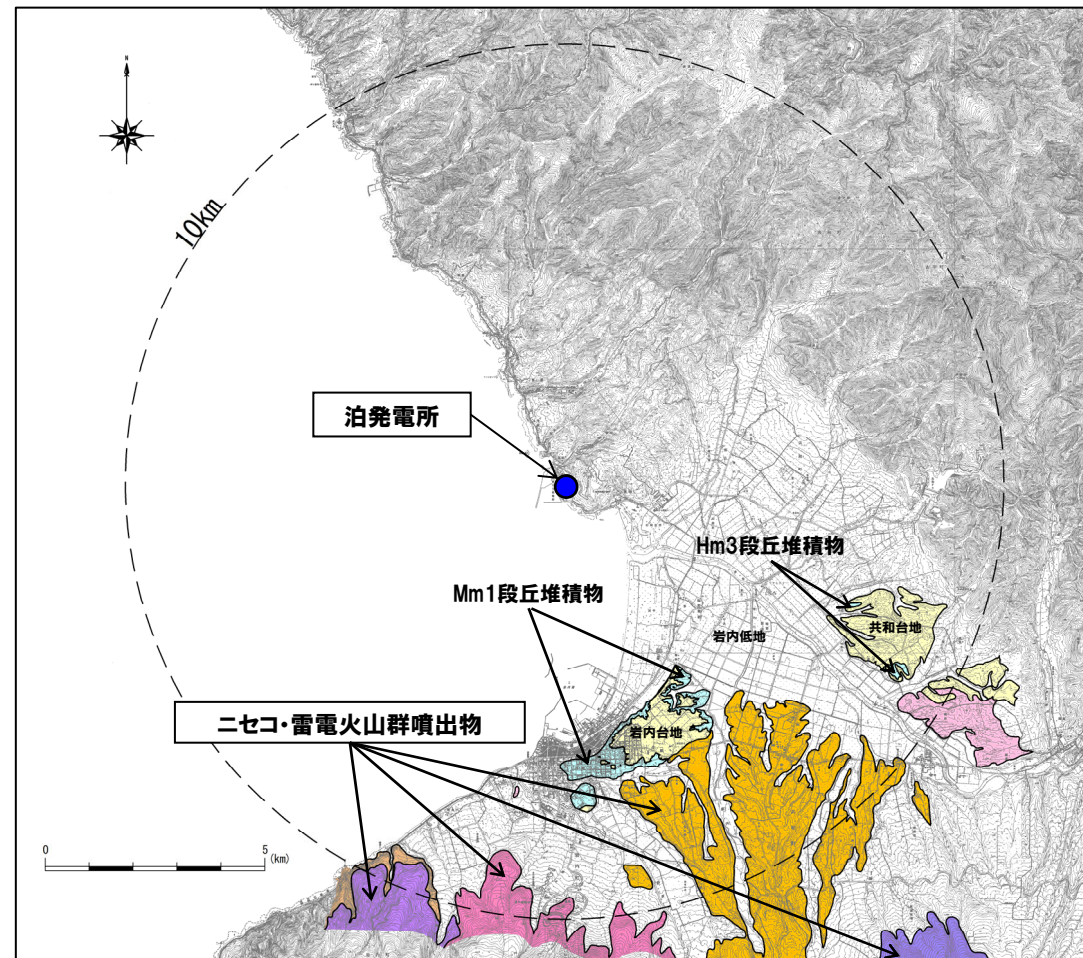 N
10km
泊発電所
Hm3段丘堆積物
Mm1段丘堆積物
共和台地
岩内低地
ニセコ・雷電火山群噴出物
岩内台地
0
5
(km)